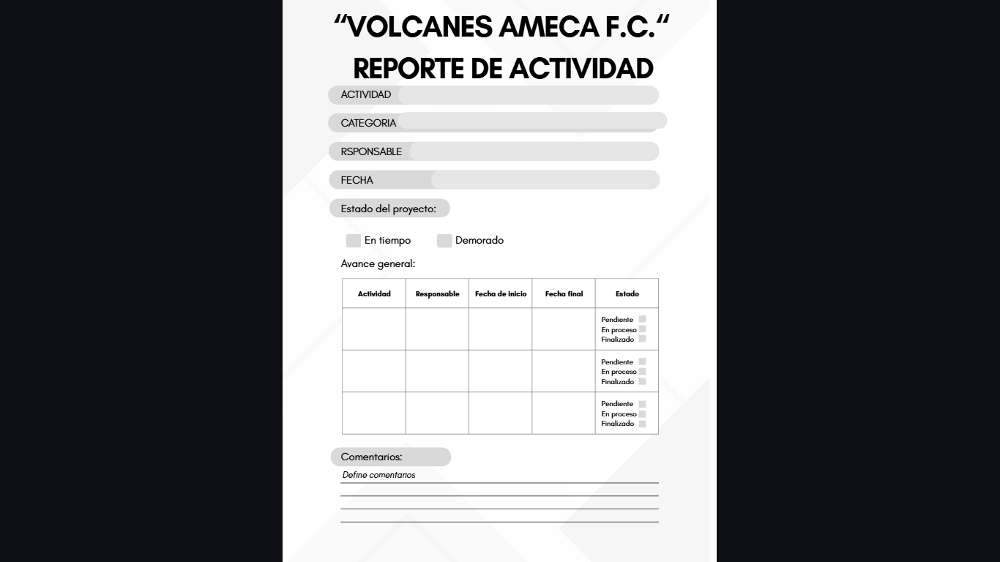 “VOLCANES AMECA F.C.“
REPORTE DE ACTIVIDAD
ACTIVIDAD
CATEGORIA
RSPONSABLE
FECHA
Estado del proyecto:
En tiempo Demorado
Avance general:
Actividad Responsable Fecha de inicio Fecha final Estado
Pendiente
En proceso
Finalizado
Pendiente
En proceso
Finalizado
Pendiente
En proceso
Finalizado
Comentarios:
Define comentarios